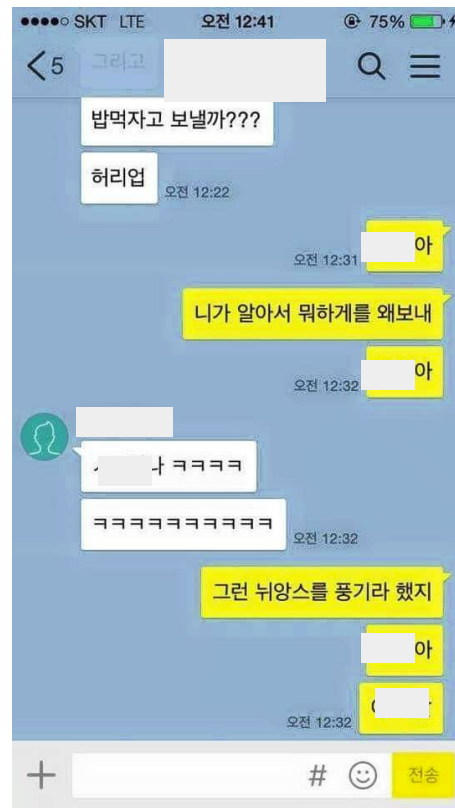 SKT LTE 오전 12:41 75%
5 그리고
밥먹자고 보낼까???
허리업
오전 12:22
아
오전 12:31
니가 알아서 뭐하게를 왜보내
아
오전 12:32
ㅋㅋㅋㅋ
ㅋㅋㅋㅋㅋㅋㅋㅋㅋㅋ
오전 12:32
그런 뉘앙스를 풍기라 했지
아
오전 12:32
#
전송